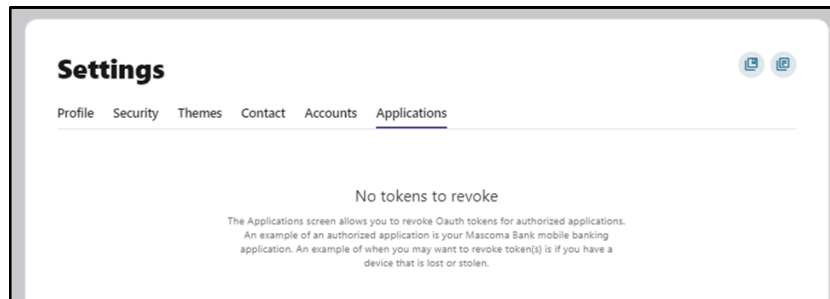 Settings
Profile Security Themes Contact Accounts Applications
No tokens to revoke
The Applications screen allows you to revoke Oauth tokens for authorized applications.
An example of an authorized application is your Mascoma Bank mobile banking
application. An example of when you may want to revoke token(s) is if you have a
device that is lost or stolen.